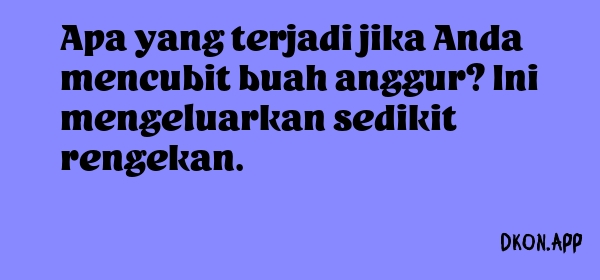 Apa yang terjadi jika Anda
mencubit buah anggur? Ini
mengeluarkan sedikit
rengekan.
DKON.APP